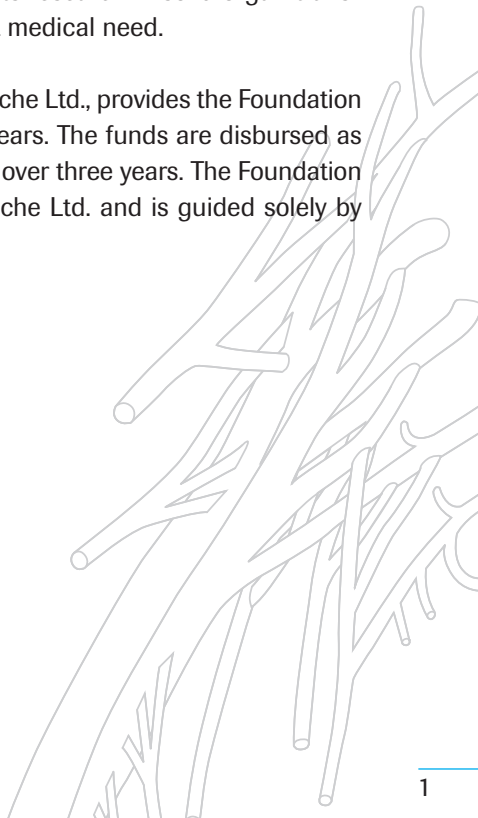 medical need.
che Ltd., provides the Foundation
ears. The funds are disbursed as
over three years. The Foundation
che Ltd. and is guided solely by
1